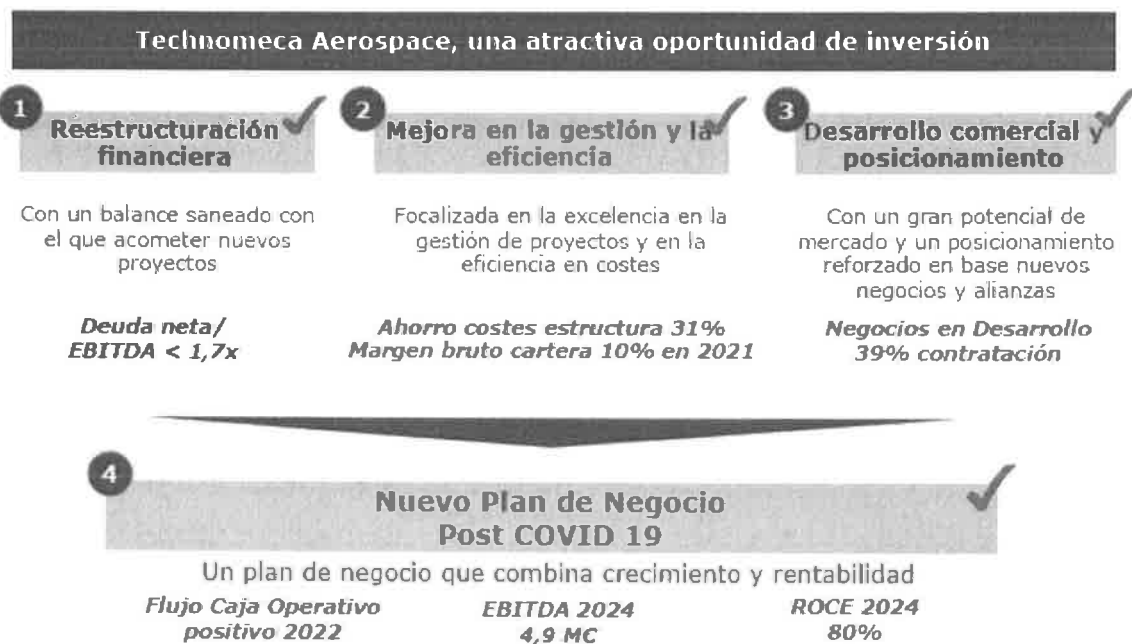 Technomeca Aerospace, una atractiva oportunidad de inversión
1
Reestructuración
financiera
Con un balance saneado con
el que acometer nuevos
proyectos
Deuda neta/
EBITDA < 1,7x
2
Mejora en la gestión y la
eficiencia
Focalizada en la excelencia en la
gestión de proyectos y en la
eficiencia en costes
Ahorro costes estructura 31%
Margen bruto cartera 10% en 2021
3
Desarrollo comercial y
posicionamiento
Con un gran potencial de
mercado y un posicionamiento
reforzado en base nuevos
negocios y alianzas
Negocios en Desarrollo
39% contratación
4
Nuevo Plan de Negocio
Post COVID 19
Un plan de negocio que combina crecimiento y rentabilidad
Flujo Caja Operativo
positivo 2022
EBITDA 2024
4,9 M€
ROCE 2024
80%